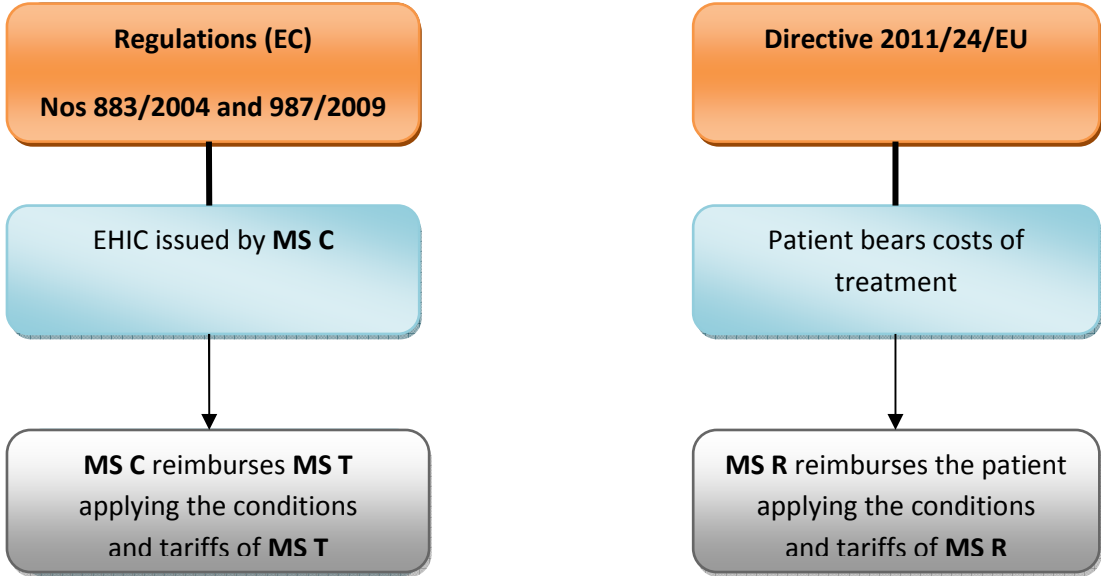 Regulations (EC)
Nos 883/2004 and 987/2009
EHIC issued by MS C
MS C reimburses MS T
applying the conditions
and tariffs of MS T
Directive 2011/24/EU
Patient bears costs of
treatment
MS R reimburses the patient
applying the conditions
and tariffs of MS R